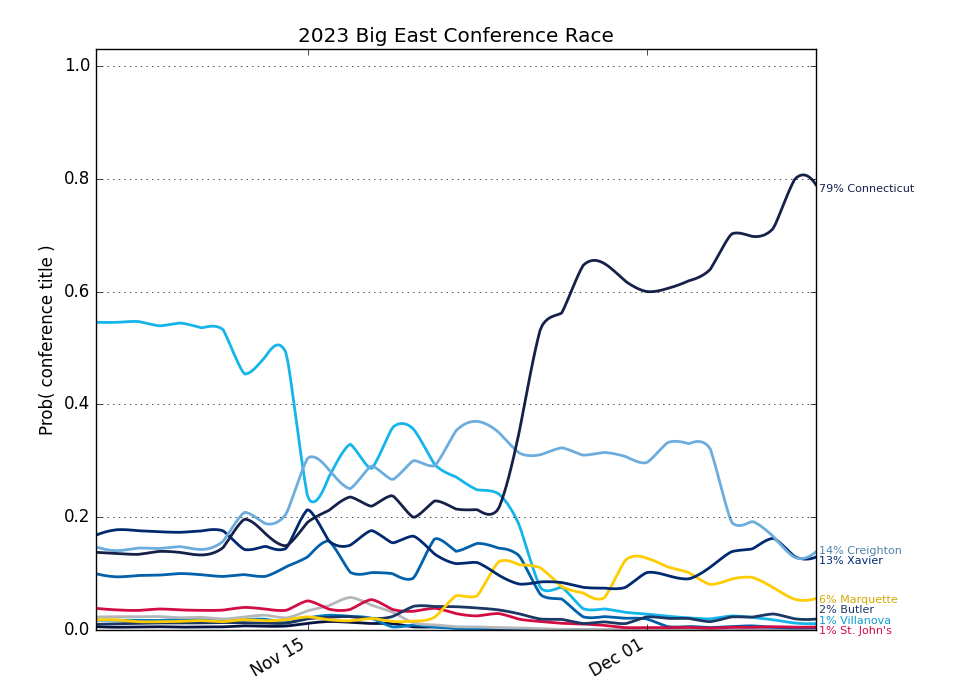 2023 Big East Conference Race
1.0
0.8
0.6
0.4
0.2
0.0
Prob( conference title )
Nov 15
Dec 01
79% Connecticut
14% Creighton
13% Xavier
6% Marquette
2% Butler
1% Villanova
1% St. John's